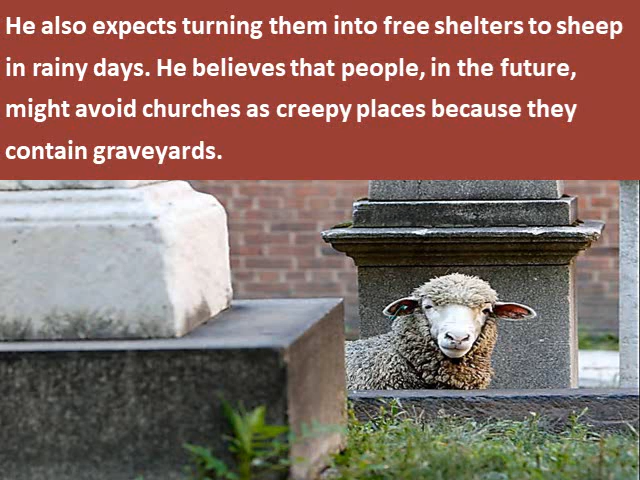 He also expects turning them into free shelters to sheep
in rainy days. He believes that people, in the future,
might avoid churches as creepy places because they
contain graveyards.